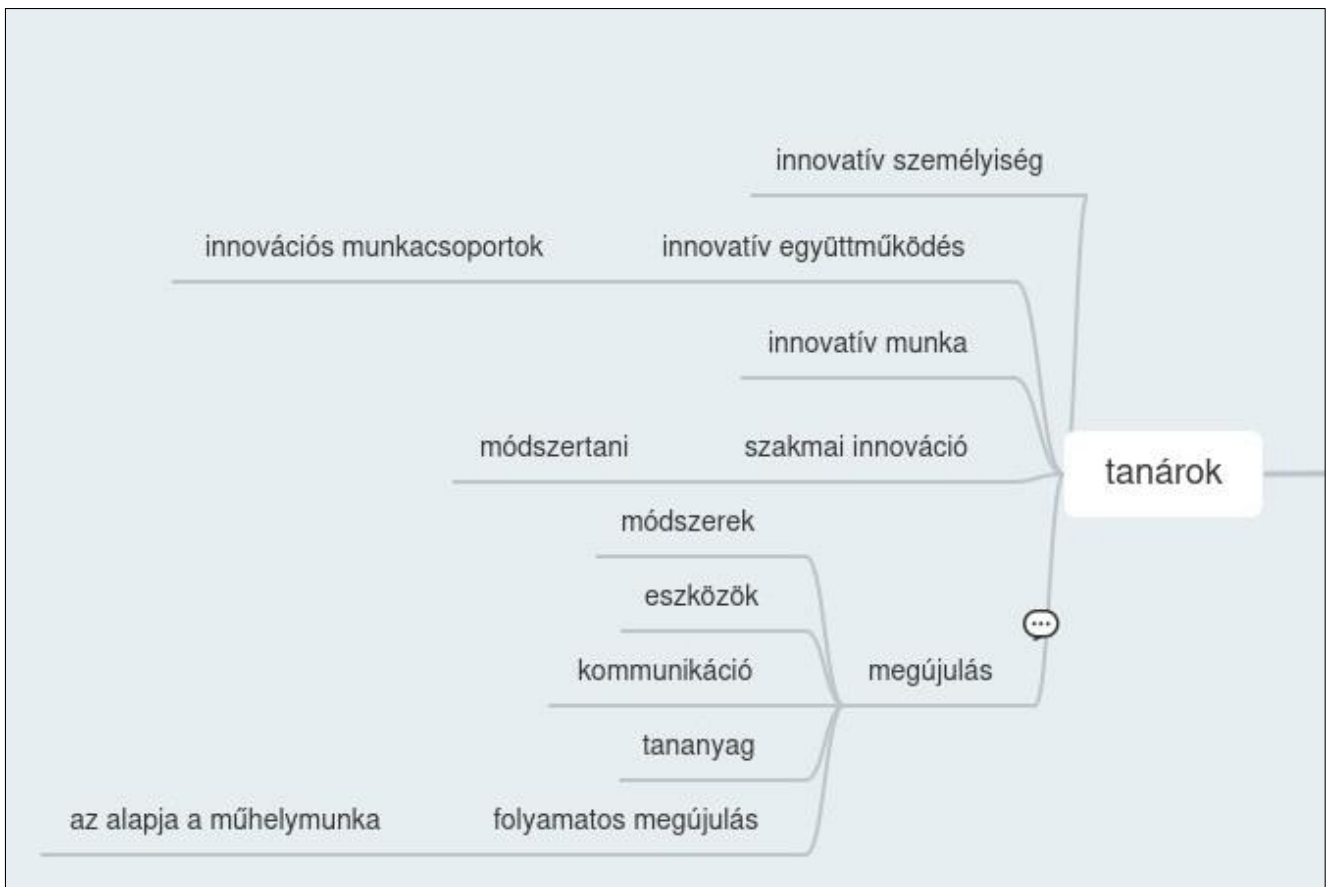 innovatív személyiség
innovációs munkacsoportok innovatív együttműködés
innovatív munka
módszertani szakmai innováció
tanárok
módszerek
eszközök
kommunikáció megújulás
tananyag
az alapja a műhelymunka folyamatos megújulás